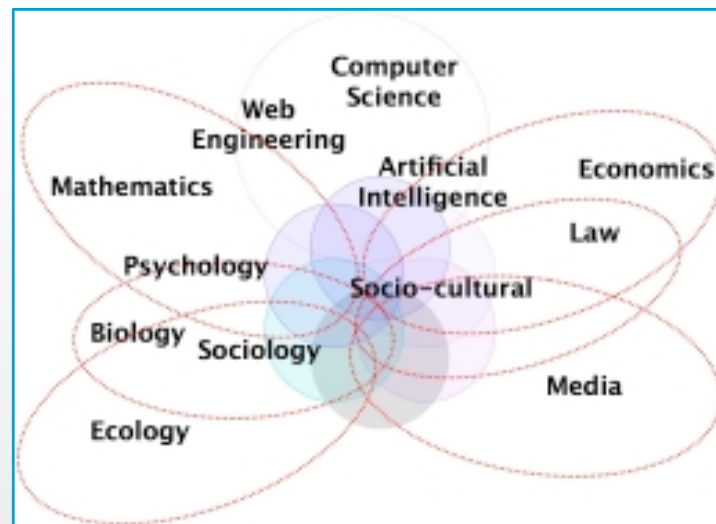 Computer
Science
Web
Engineering
Artificial
Intelligence
Economics
Mathematics
Law
Psychology
Socio-cultural
Biology
Sociology
Media
Ecology